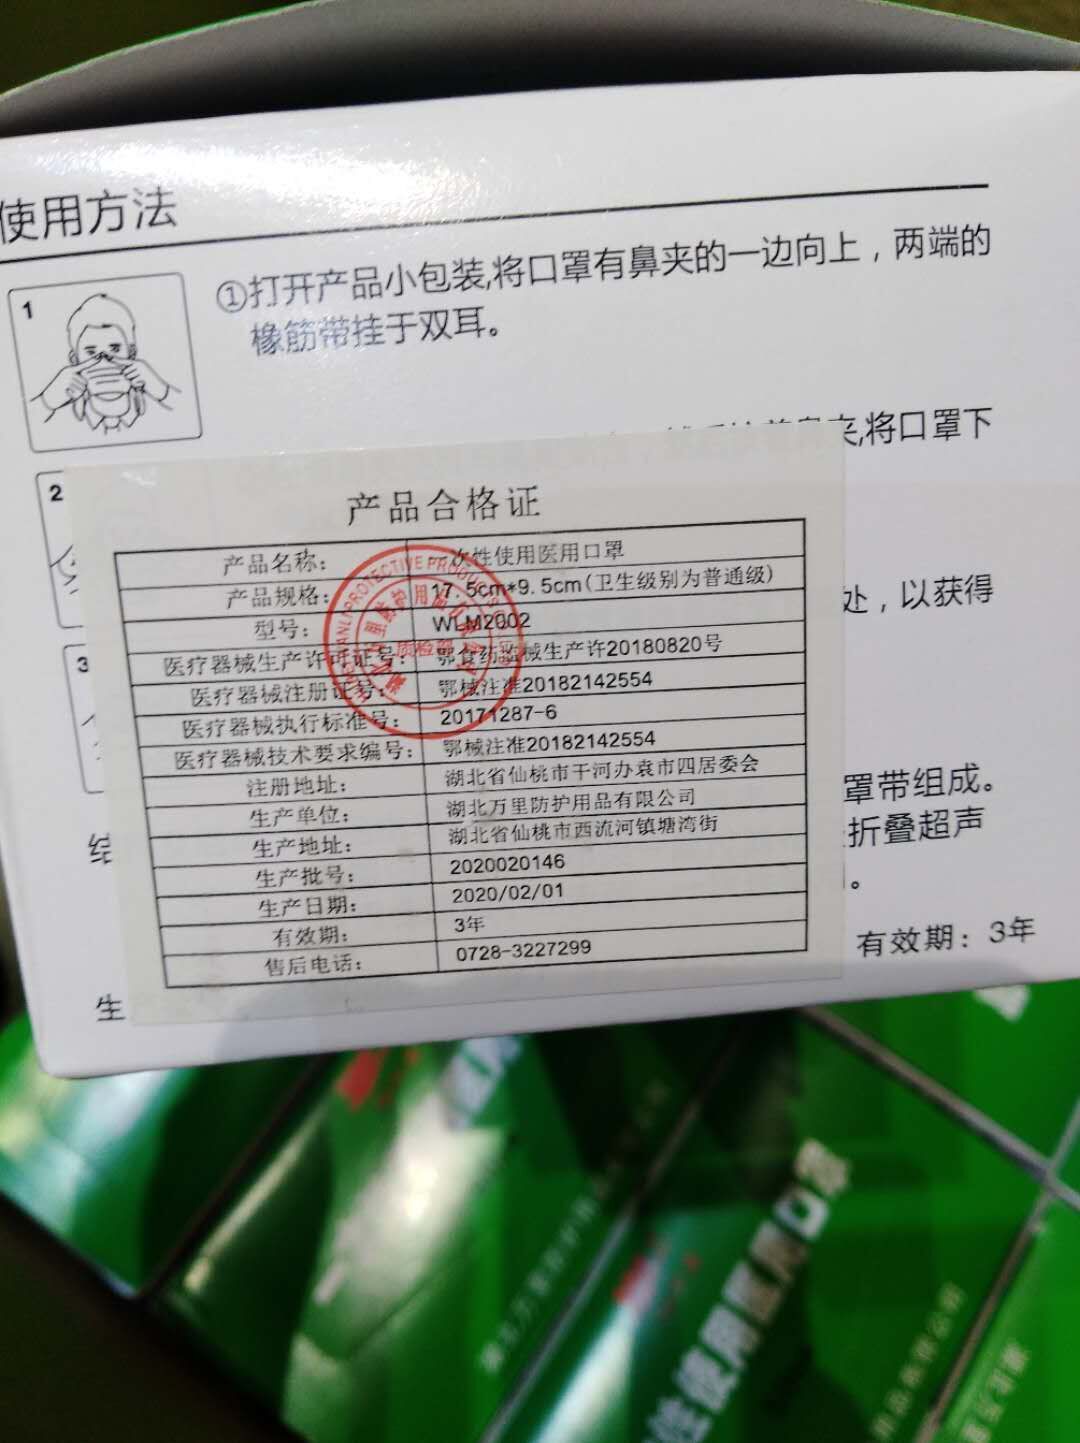 使用方法
1
①打开产品小包装,将口罩有鼻夹的一边向上，两端的
橡筋带挂于双耳。
夹,将口罩下
2
产品合格证
产品名称： 一次性使用医用口罩
产品规格： 17.5cm*9.5cm(卫生级别为普通级)
型号： WLM2002
处，以获得
医疗器械生产许可证号： 鄂食药监械生产许20180820号
3
医疗器械注册证号： 鄂械注准20182142554
医疗器械执行标准号： 20171287-6
医疗器械技术要求编号： 鄂械注准20182142554
注册地址： 湖北省仙桃市干河办袁市四居委会
罩带组成。
生产单位： 湖北万里防护用品有限公司
折叠超声
生产地址： 湖北省仙桃市西流河镇塘湾街
生产批号： 2020020146
。
生产日期： 2020/02/01
有效期： 3年
有效期：3年
售后电话： 0728-3227299
生
性使用医用口罩